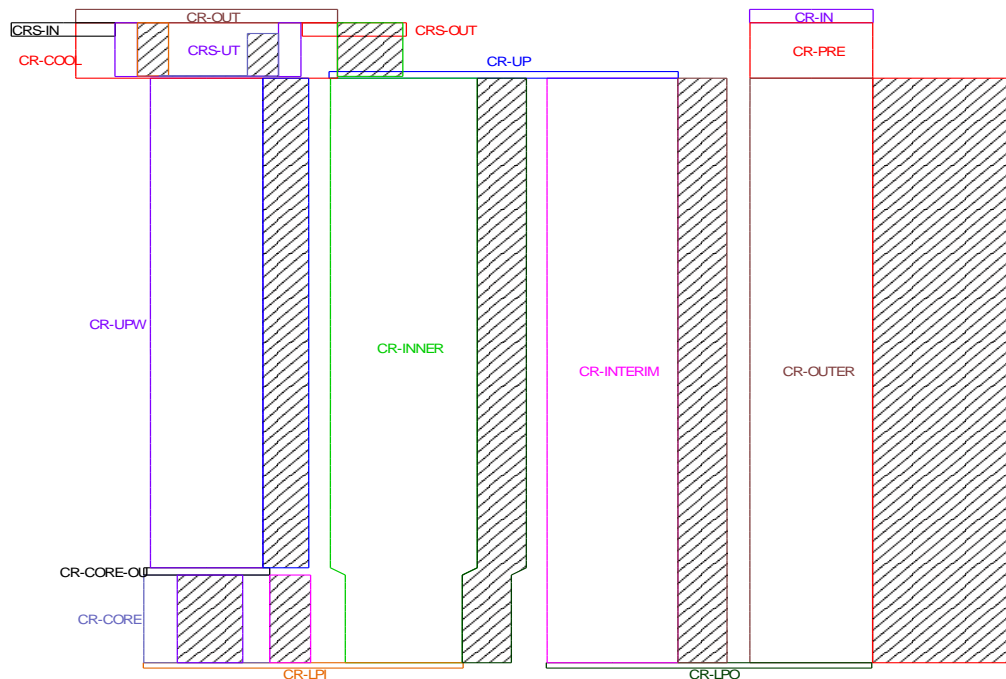 CR-OUT
CR-IN
CRS-IN
CRS-OUT
CRS-UT
CR-PRE
CR-COOL
CR-UP
CR-UPW
CR-INNER
CR-INTERIM
CR-OUTER
CR-CORE-OU
CR-CORE
CR-LPI
CR-LPO